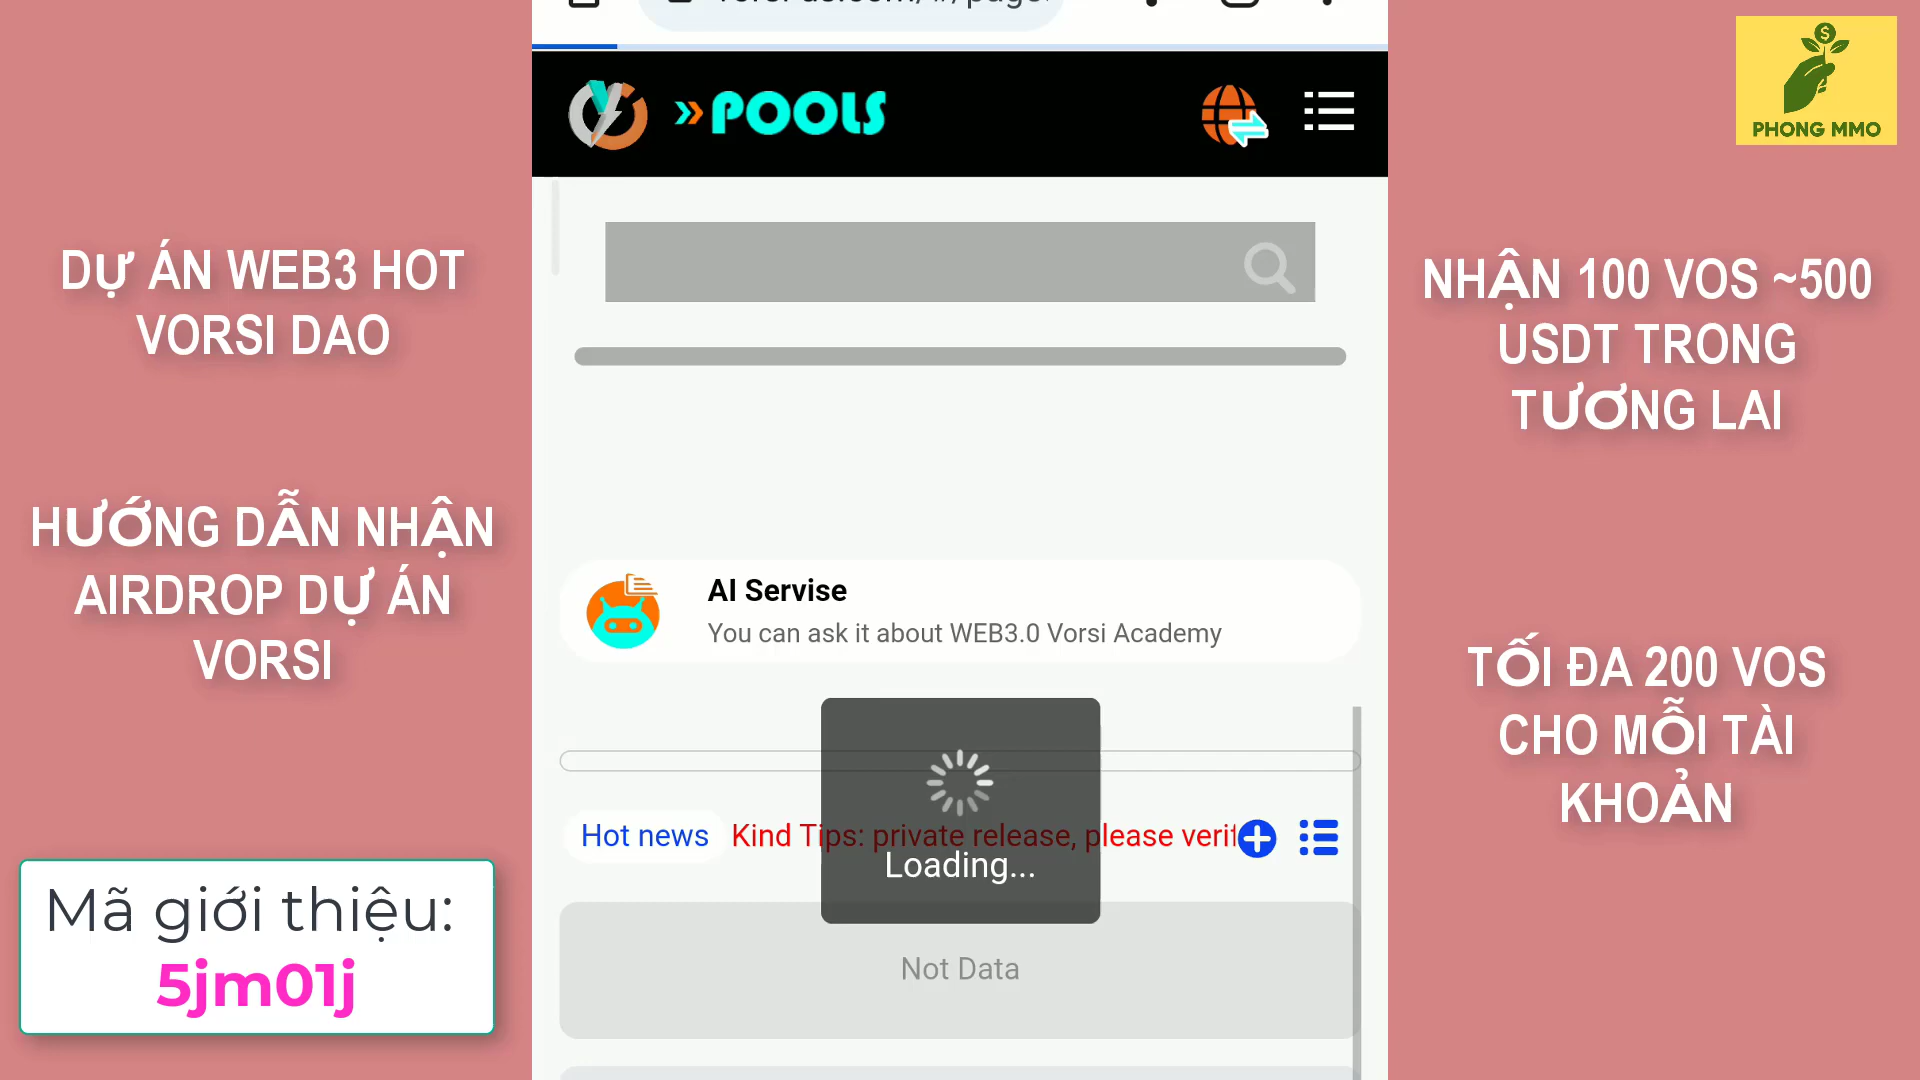 POOLS
PHONG MMO
DỰ ÁN WEB3 HOT
VORSI DAO
HƯỚNG DẪN NHẬN
AIRDROP DỰ ÁN
VORSI
Mã giới thiệu:
5jm01j
AI Servise
You can ask it about WEB3.0 Vorsi Academy
Hot news
Kind Tips: private release, please verif
Loading...
Not Data
NHẬN 100 VOS ~500
USDT TRONG
TƯƠNG LAI
TỐI ĐA 200 VOS
CHO MỖI TÀI
KHOẢN